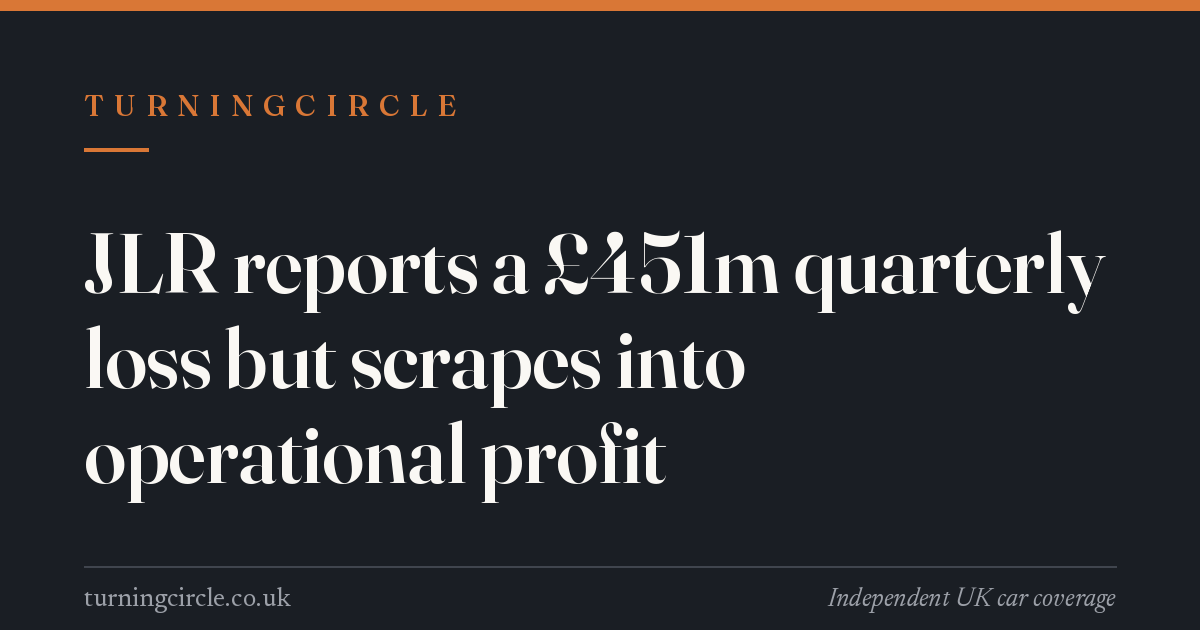 TURNINGCIRCLE
JLR reports a £451m quarterly
loss but scrapes into
operational profit
turningcircle.co.uk
Independent UK car coverage